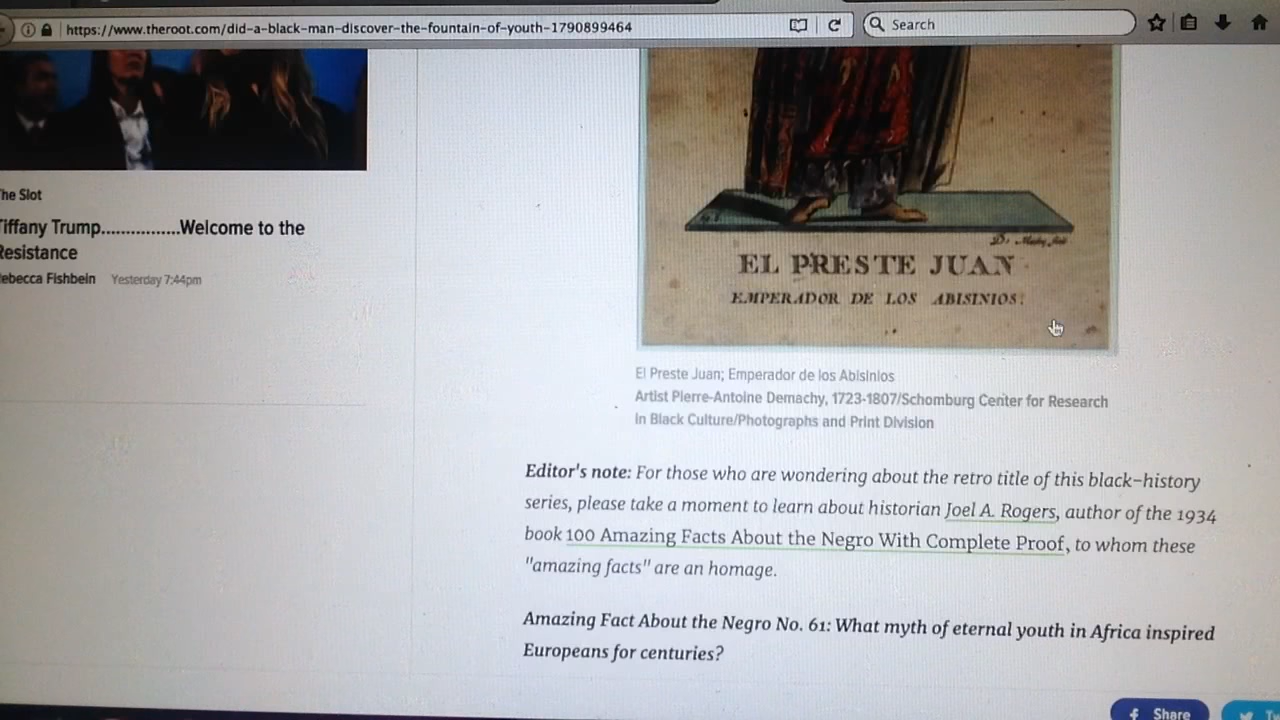 https://www.theroot.com/did-a-black-man-discover-the-fountain-of-youth-1790899464
Search
he Slot
iffany Trump................Welcome to the
Resistance
ebecca Fishbein Yesterday 7:44pm
EL PRESTE JUAN
EMPERADOR DE LOS ABISINIOS.
El Preste Juan; Emperador de los Abisinios
Artist Pierre-Antoine Demachy, 1723-1807/Schomburg Center for Research
in Black Culture/Photographs and Print Division
Editor's note: For those who are wondering about the retro title of this black-history
series, please take a moment to learn about historian Joel A. Rogers, author of the 1934
book 100 Amazing Facts About the Negro With Complete Proof, to whom these
"amazing facts" are an homage.
Amazing Fact About the Negro No. 61: What myth of eternal youth in Africa inspired
Europeans for centuries?
Share